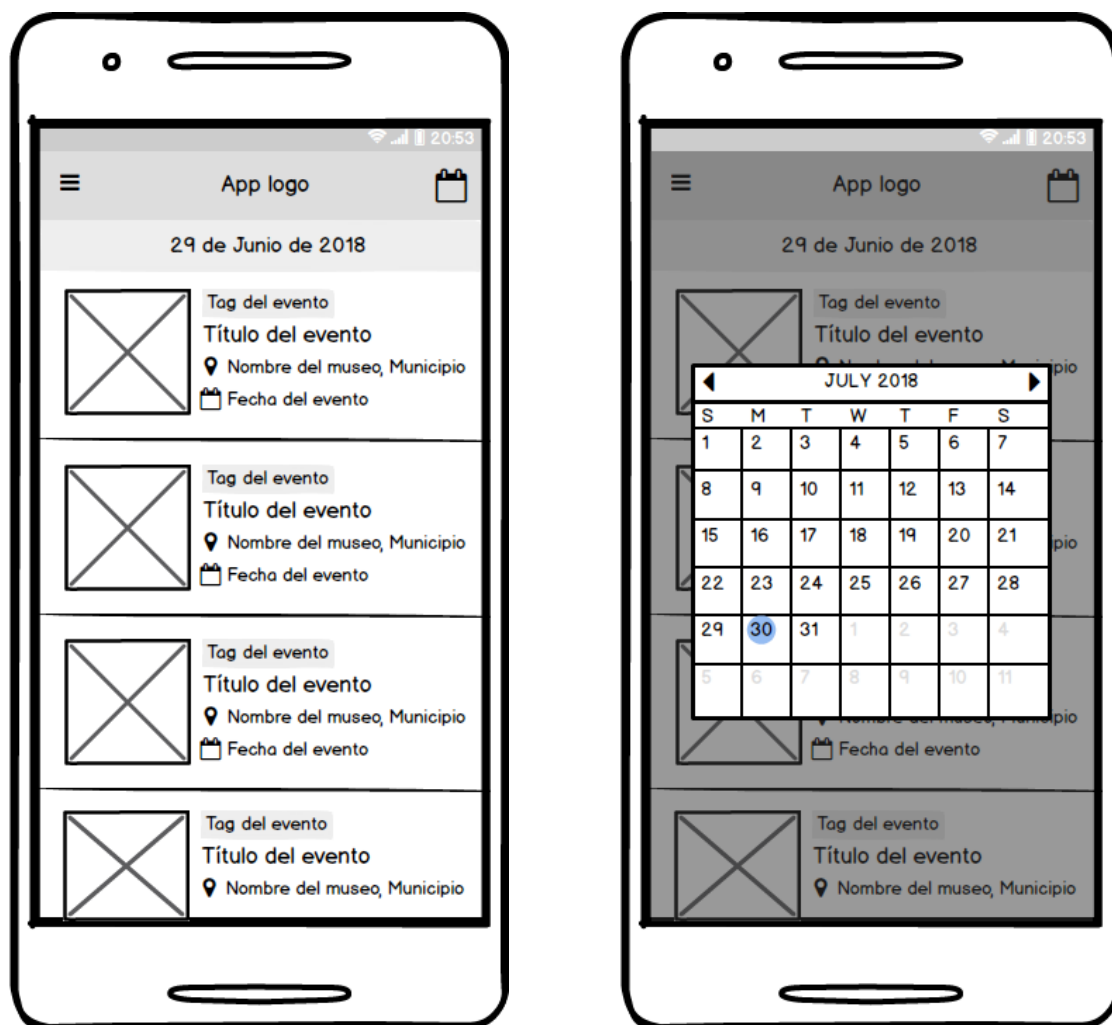 20:53
App logo
29 de Junio de 2018
Tag del evento
Título del evento
Nombre del museo, Municipio
Fecha del evento
Tag del evento
Título del evento
Nombre del museo, Municipio
Fecha del evento
Tag del evento
Título del evento
Nombre del museo, Municipio
Fecha del evento
Tag del evento
Título del evento
Nombre del museo, Municipio
20:53
App logo
29 de Junio de 2018
Tag del evento
Título del evento
JULY 2018
S M T W T F S
1 2 3 4 5 6 7
8 9 10 11 12 13 14
15 16 17 18 19 20 21
22 23 24 25 26 27 28
29 30 31 1 2 3 4
5 6 7 8 9 10 11
Fecha del evento
Tag del evento
Título del evento
Nombre del museo, Municipio